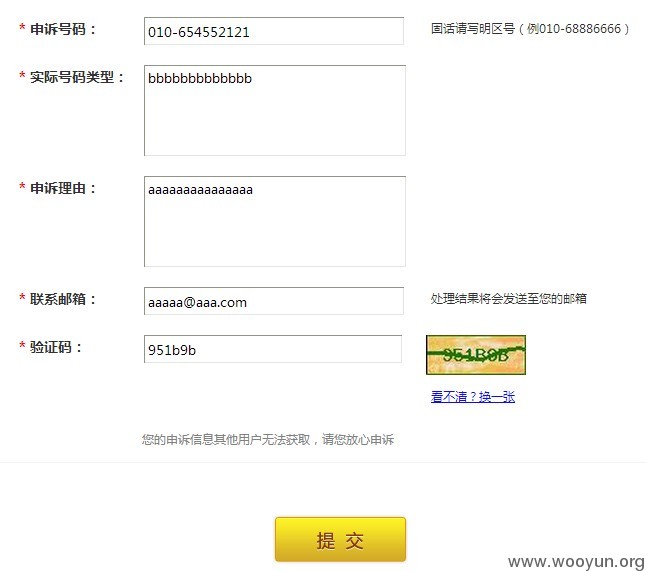 * 申诉号码： 010-654552121 固话请写明区号（例010-68886666）
* 实际号码类型： bbbbbbbbbbbbb
* 申诉理由： aaaaaaaaaaaaaaa
* 联系邮箱： aaaaa@aaa.com 处理结果将会发送至您的邮箱
* 验证码： 951b9b 951B9B
看不清？换一张
您的申诉信息其他用户无法获取，请您放心申诉
提 交
www.wooyun.org